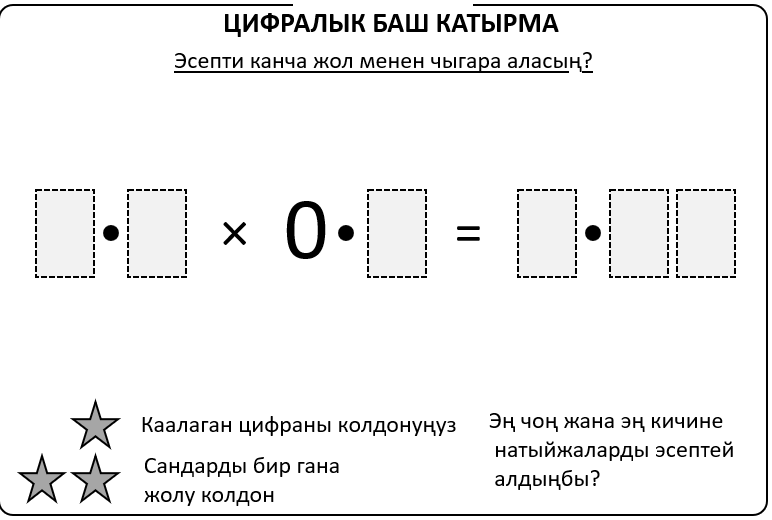 ЦИФРАЛЫК БАШ КАТЫРМА
Эсепти канча жол менен чыгара аласың?
. × 0. = .
Каалаган цифраны колдонуңуз
Сандарды бир гана
жолу колдон
Эң чоң жана эң кичине
натыйжаларды эсептей
алдыңбы?